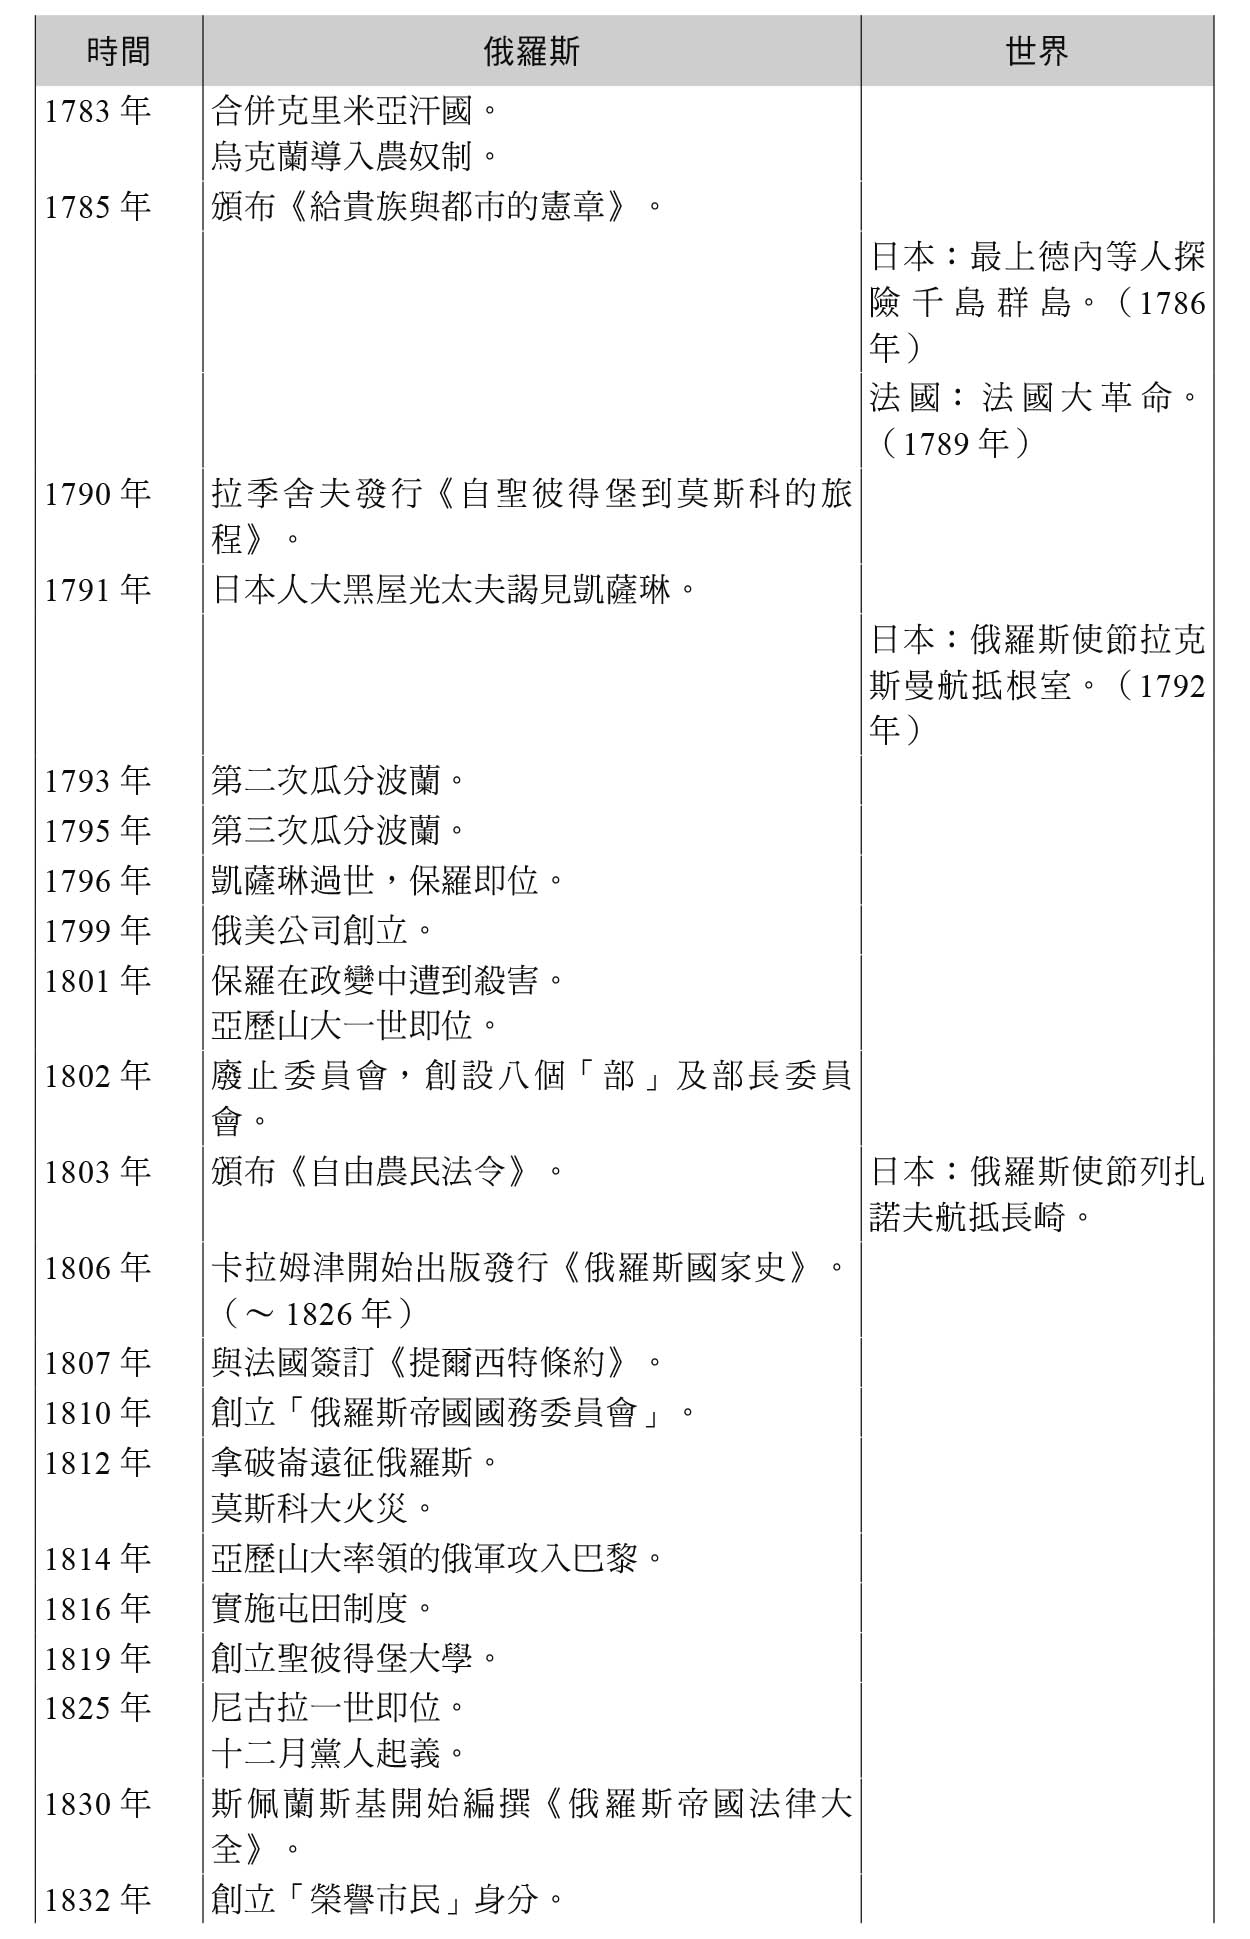 時間 俄羅斯 世界
1783 年 合併克里米亞汗國。
烏克蘭導入農奴制。
1785 年 頒布《給貴族與都市的憲章》。
日本：最上德內等人探
險千島群島。（1786
年）
法國：法國大革命。
（1789 年）
1790 年 拉季舍夫發行《自聖彼得堡到莫斯科的旅
程》。
1791 年 日本人大黑屋光太夫謁見凱薩琳。
日本：俄羅斯使節拉克
斯曼航抵根室。（1792
年）
1793 年 第二次瓜分波蘭。
1795 年 第三次瓜分波蘭。
1796 年 凱薩琳過世，保羅即位。
1799 年 俄美公司創立。
1801 年 保羅在政變中遭到殺害。
亞歷山大一世即位。
1802 年 廢止委員會，創設八個「部」及部長委員
會。
1803 年 頒布《自由農民法令》。 日本：俄羅斯使節列扎
諾夫航抵長崎。
1806 年 卡拉姆津開始出版發行《俄羅斯國家史》。
（～ 1826 年）
1807 年 與法國簽訂《提爾西特條約》。
1810 年 創立「俄羅斯帝國國務委員會」。
1812 年 拿破崙遠征俄羅斯。
莫斯科大火災。
1814 年 亞歷山大率領的俄軍攻入巴黎。
1816 年 實施屯田制度。
1819 年 創立聖彼得堡大學。
1825 年 尼古拉一世即位。
十二月黨人起義。
1830 年 斯佩蘭斯基開始編撰《俄羅斯帝國法律大
全》。
1832 年 創立「榮譽市民」身分。